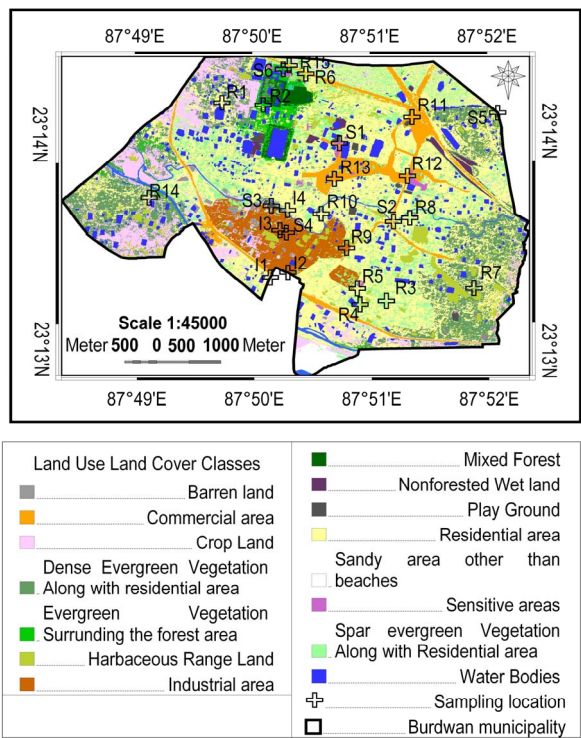 87°49'E 87°50'E 87°51'E 87°52'E
23°14'N
23°14'N
S6 R15
R6
R1
R2
R11
S5
S1
R13
R12
R14
S3 I4
R10
S2 R8
I3 S4
R9
I1 I2
R5
R7
R3
R4
23°13'N
23°13'N
Scale 1:45000
Meter 500 0 500 1000 Meter
87°49'E 87°50'E 87°51'E 87°52'E
Land Use Land Cover Classes
Barren land
Commercial area
Crop Land
Dense Evergreen Vegetation
Along with residential area
Evergreen Vegetation
Surrunding the forest area
Harbaceous Range Land
Industrial area
Mixed Forest
Nonforested Wet land
Play Ground
Residential area
Sandy area other than
beaches
Sensitive areas
Spar evergreen Vegetation
Along with Residential area
Water Bodies
Sampling location
Burdwan municipality